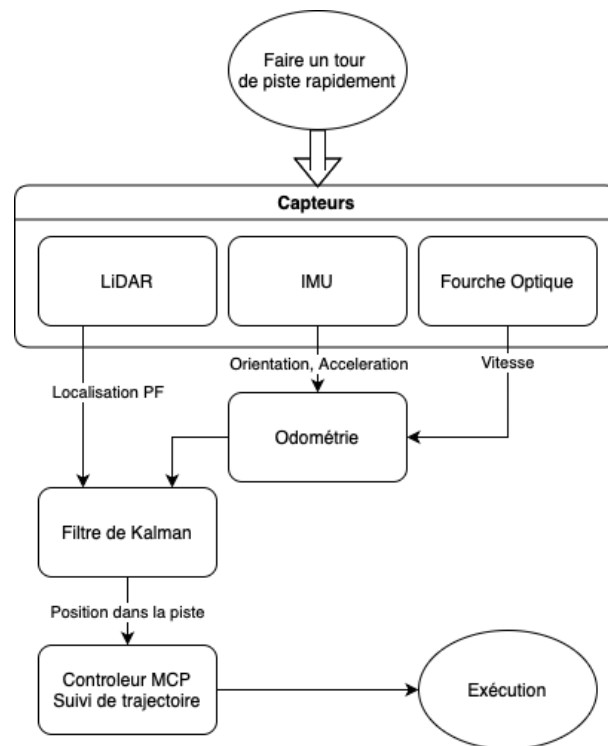 Faire un tour
de piste rapidement
Capteurs
LiDAR
IMU
Fourche Optique
Orientation, Acceleration
Vitesse
Localisation PF
Odométrie
Filtre de Kalman
Position dans la piste
Controleur MCP
Suivi de trajectoire
Exécution